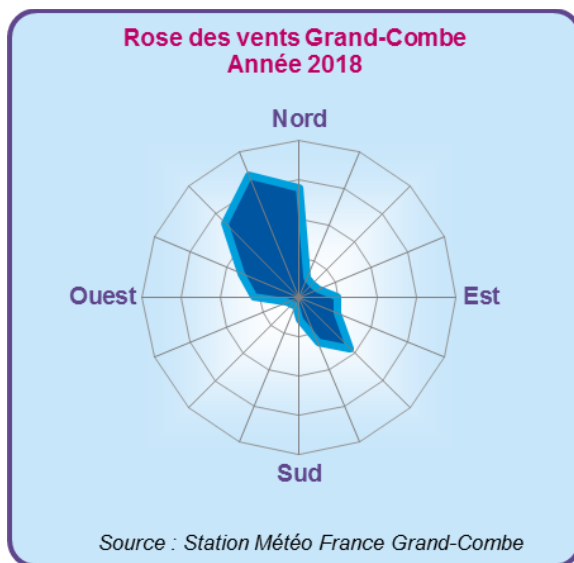 Rose des vents Grand-Combe
Année 2018
Nord
Ouest
Est
Sud
Source : Station Météo France Grand-Combe